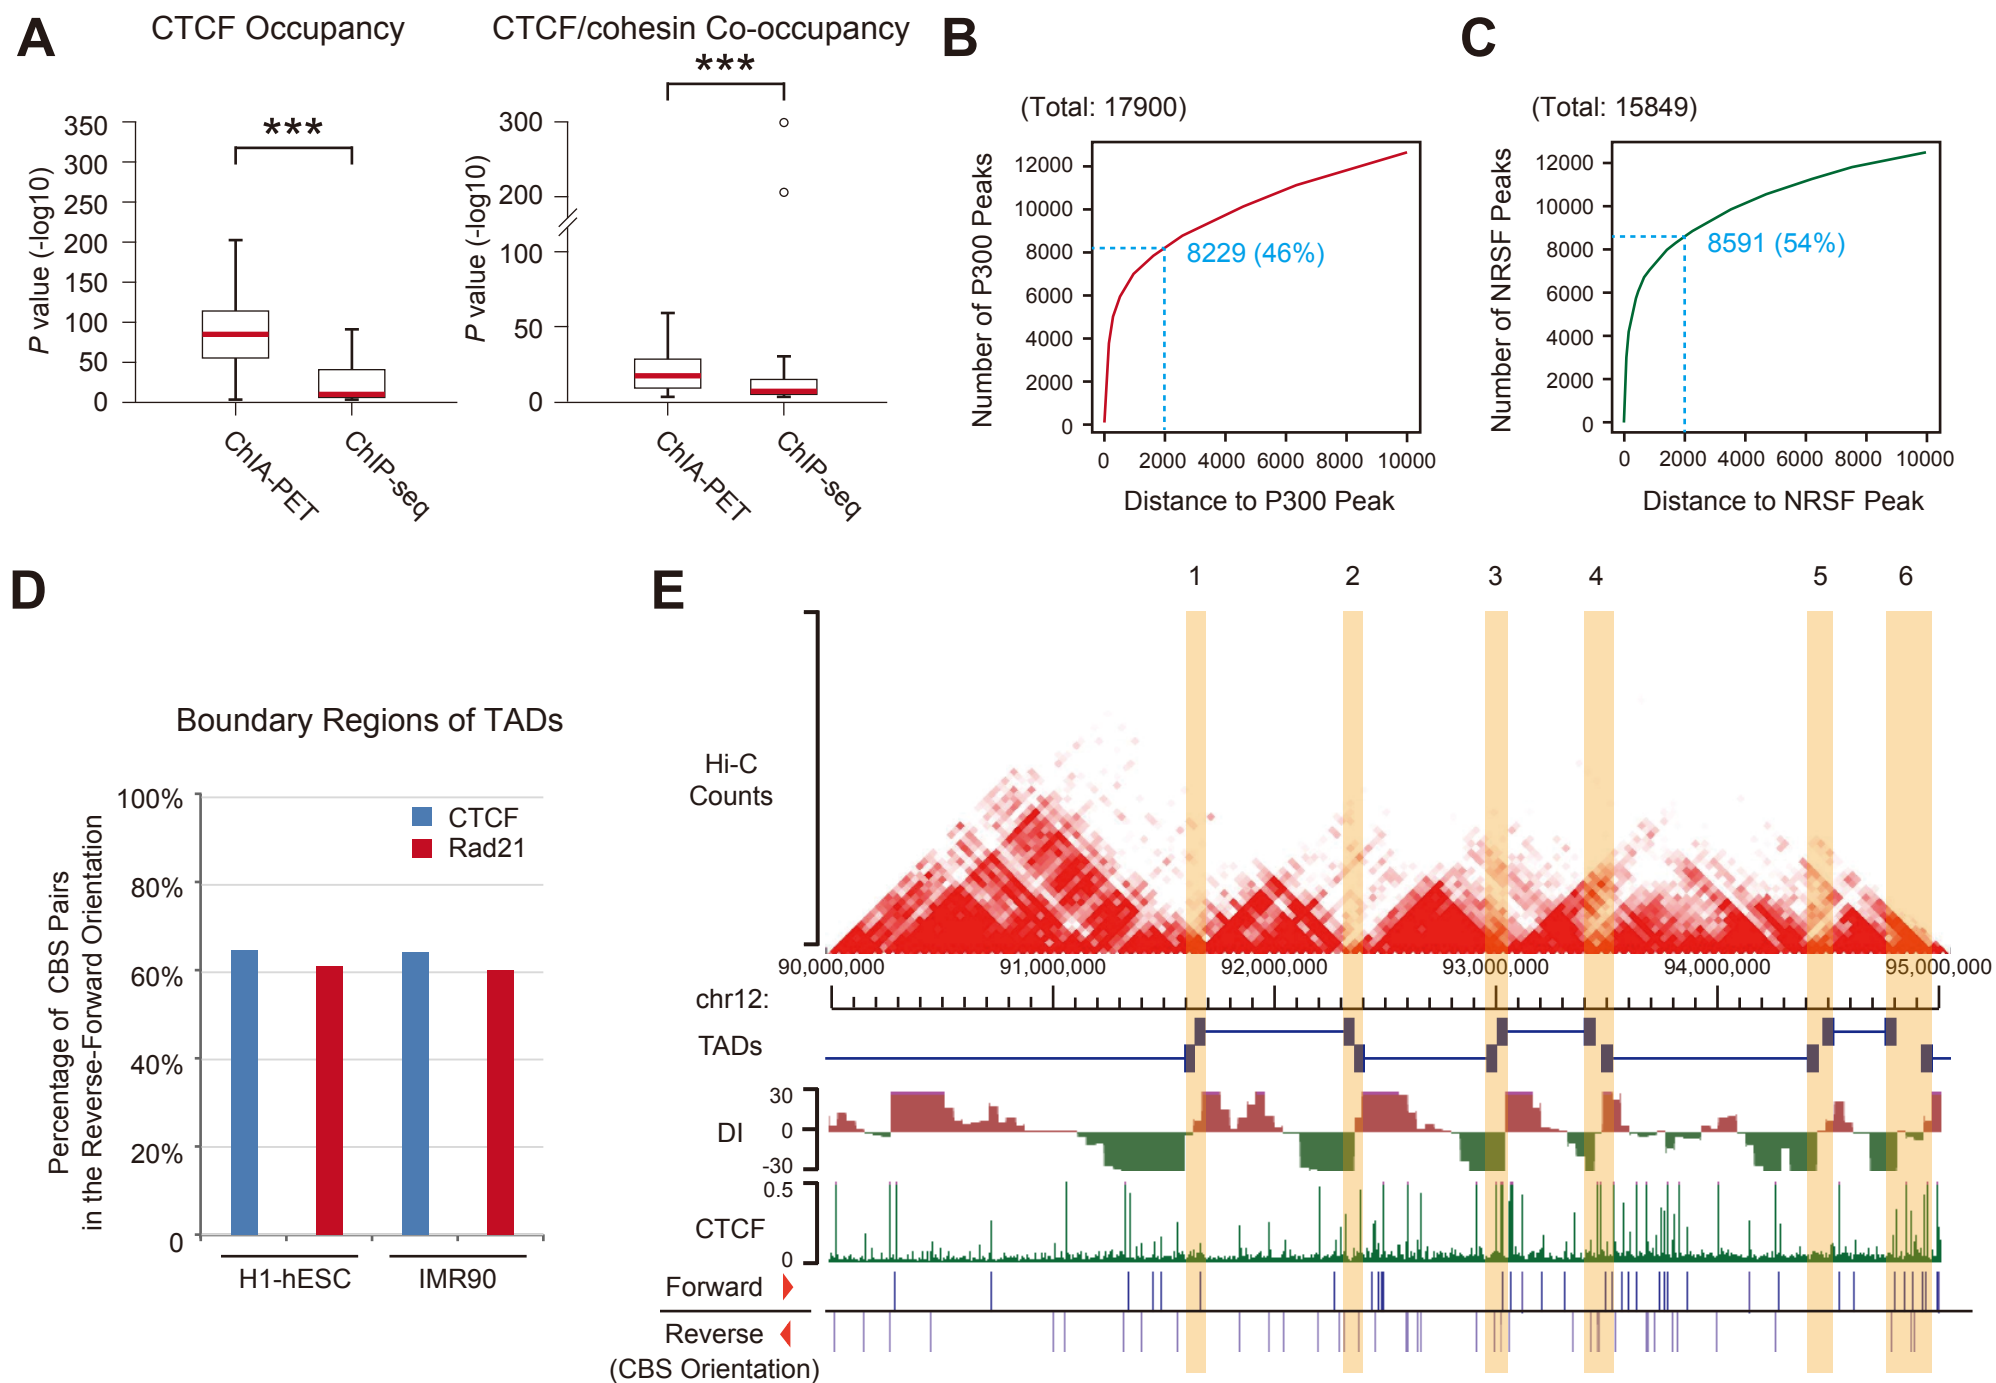 A
CTCF Occupancy
***
350
300
250
200
150
100
50
0
P value (-log10)
ChIA-PET
ChIP-seq
CTCF/cohesin Co-occupancy
***
300
200
100
50
0
P value (-log10)
ChIA-PET
ChIP-seq
B
(Total: 17900)
12000
10000
8000
6000
4000
2000
0
Number of P300 Peaks
8229 (46%)
0 2000 4000 6000 8000 10000
Distance to P300 Peak
C
(Total: 15849)
12000
10000
8000
6000
4000
2000
0
Number of NRSF Peaks
8591 (54%)
0 2000 4000 6000 8000 10000
Distance to NRSF Peak
D
Boundary Regions of TADs
100%
80%
60%
40%
20%
0
Percentage of CBS Pairs
in the Reverse-Forward Orientation
CTCF
Rad21
H1-hESC IMR90
E
1 2 3 4 5 6
Hi-C
Counts
90,0000,000 91,0000,000 92,0000,000 93,0000,000 94,0000,000 95,0000,000
chr12:
TADs
30
DI
0
-30
0.5
CTCF
0
Forward
Reverse
(CBS Orientation)